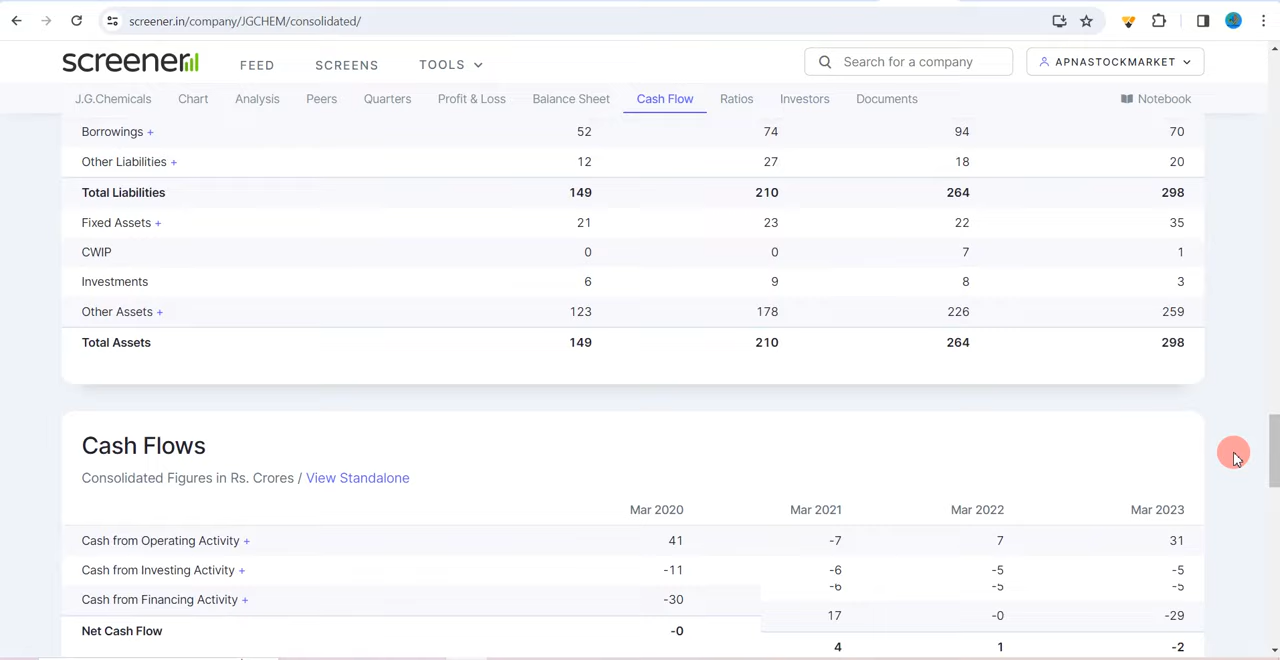 screener.in/company/JGCHEM/consolidated/
screener FEED SCREENS TOOLS Search for a company APNASTOCKMARKET
J.G.Chemicals Chart Analysis Peers Quarters Profit & Loss Balance Sheet Cash Flow Ratios Investors Documents Notebook
Borrowings + 52 74 94 70
Other Liabilities + 12 27 18 20
Total Liabilities 149 210 264 298
Fixed Assets + 21 23 22 35
CWIP 0 0 7 1
Investments 6 9 8 3
Other Assets + 123 178 226 259
Total Assets 149 210 264 298
Cash Flows
Consolidated Figures in Rs. Crores / View Standalone
Mar 2020 Mar 2021 Mar 2022 Mar 2023
Cash from Operating Activity + 41 -7 7 31
Cash from Investing Activity + -11 -6 -5 -5
-6 -5 -5
Cash from Financing Activity + -30
17 -0 -29
Net Cash Flow -0
4 1 -2